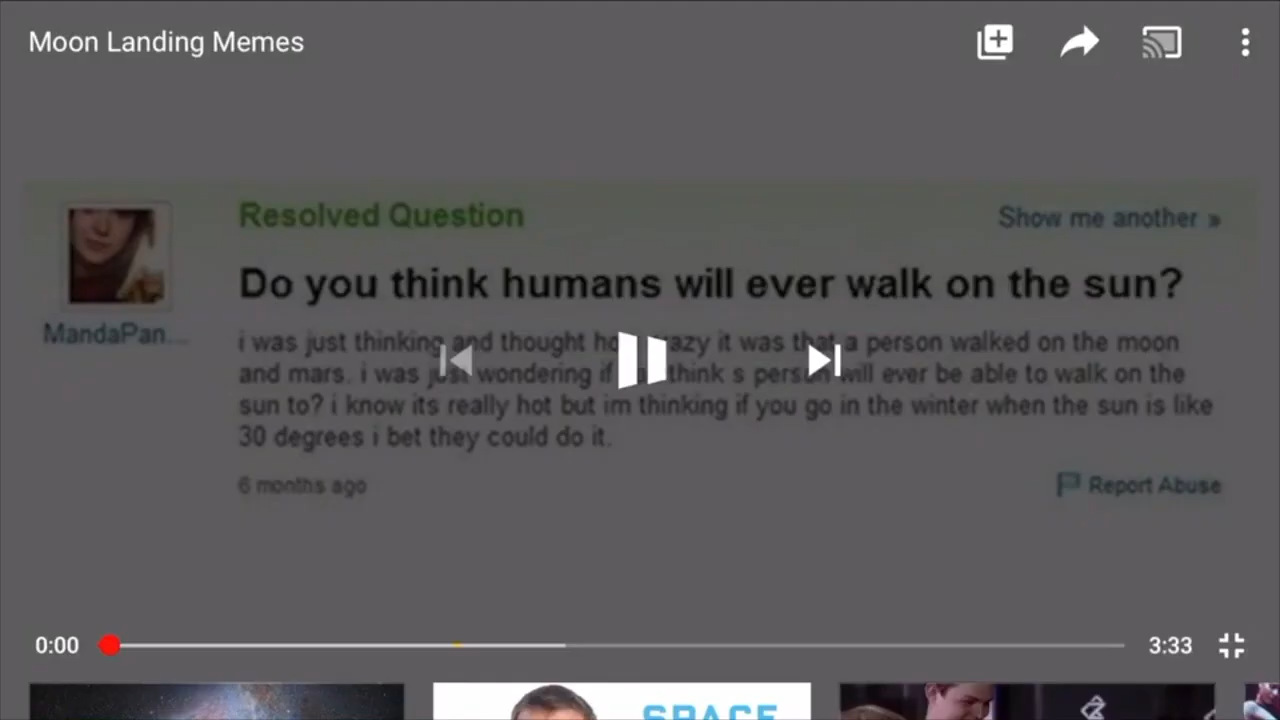 Moon Landing Memes
Resolved Question
Show me another »
Do you think humans will ever walk on the sun?
MandaPan...
i was just thinking and thought azy it was that a person walked on the moon
and mars. i was just wondering if think s person will ever be able to walk on the
sun to? i know its really hot but im thinking if you go in the winter when the sun is like
30 degrees i bet they could do it.
6 months ago
Report Abuse
0:00
3:33
SPACE